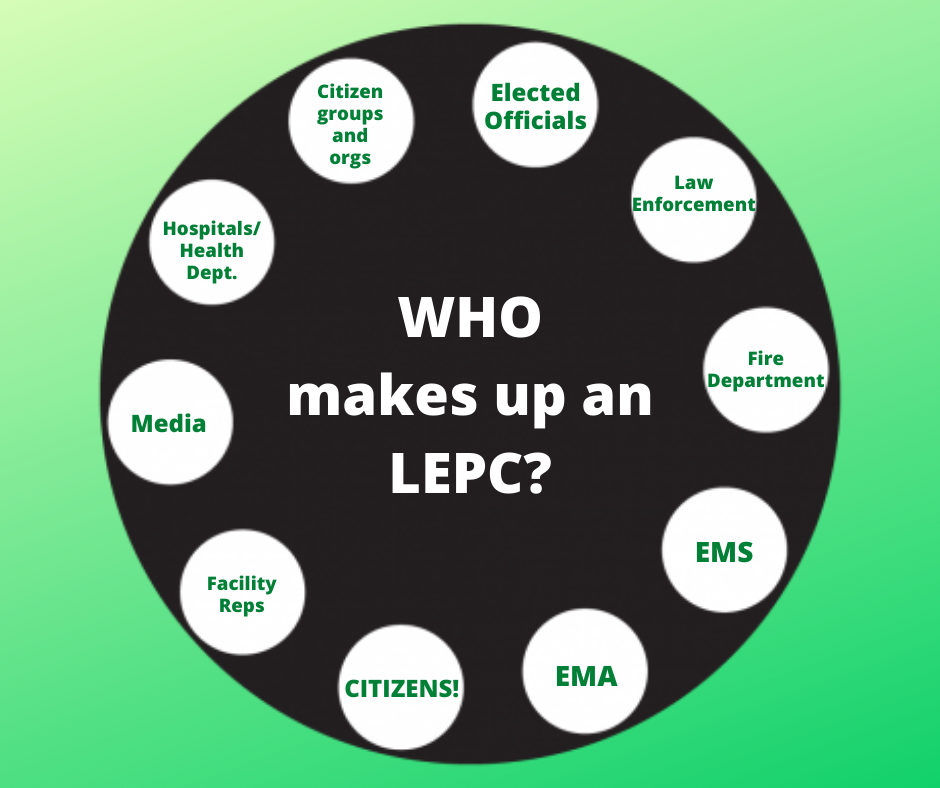 WHO
makes up an
LEPC?
Elected
Officials
Law
Enforcement
Fire
Department
EMS
EMA
CITIZENS!
Facility
Reps
Media
Hospitals/
Health
Dept.
Citizen
groups
and
orgs